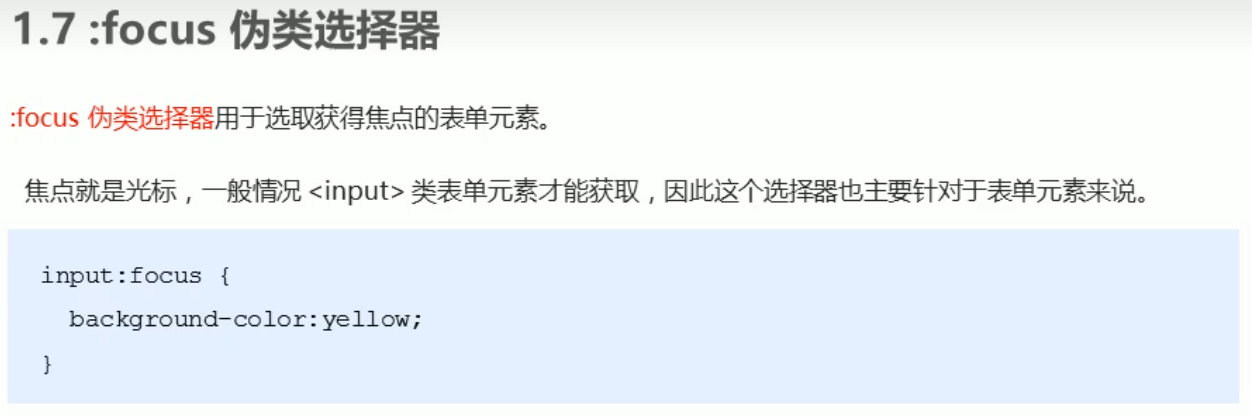 1.7 :focus 伪类选择器
:focus 伪类选择器用于选取获得焦点的表单元素。
焦点就是光标，一般情况 <input> 类表单元素才能获取，因此这个选择器也主要针对于表单元素来说。
input:focus {
  background-color:yellow;
}